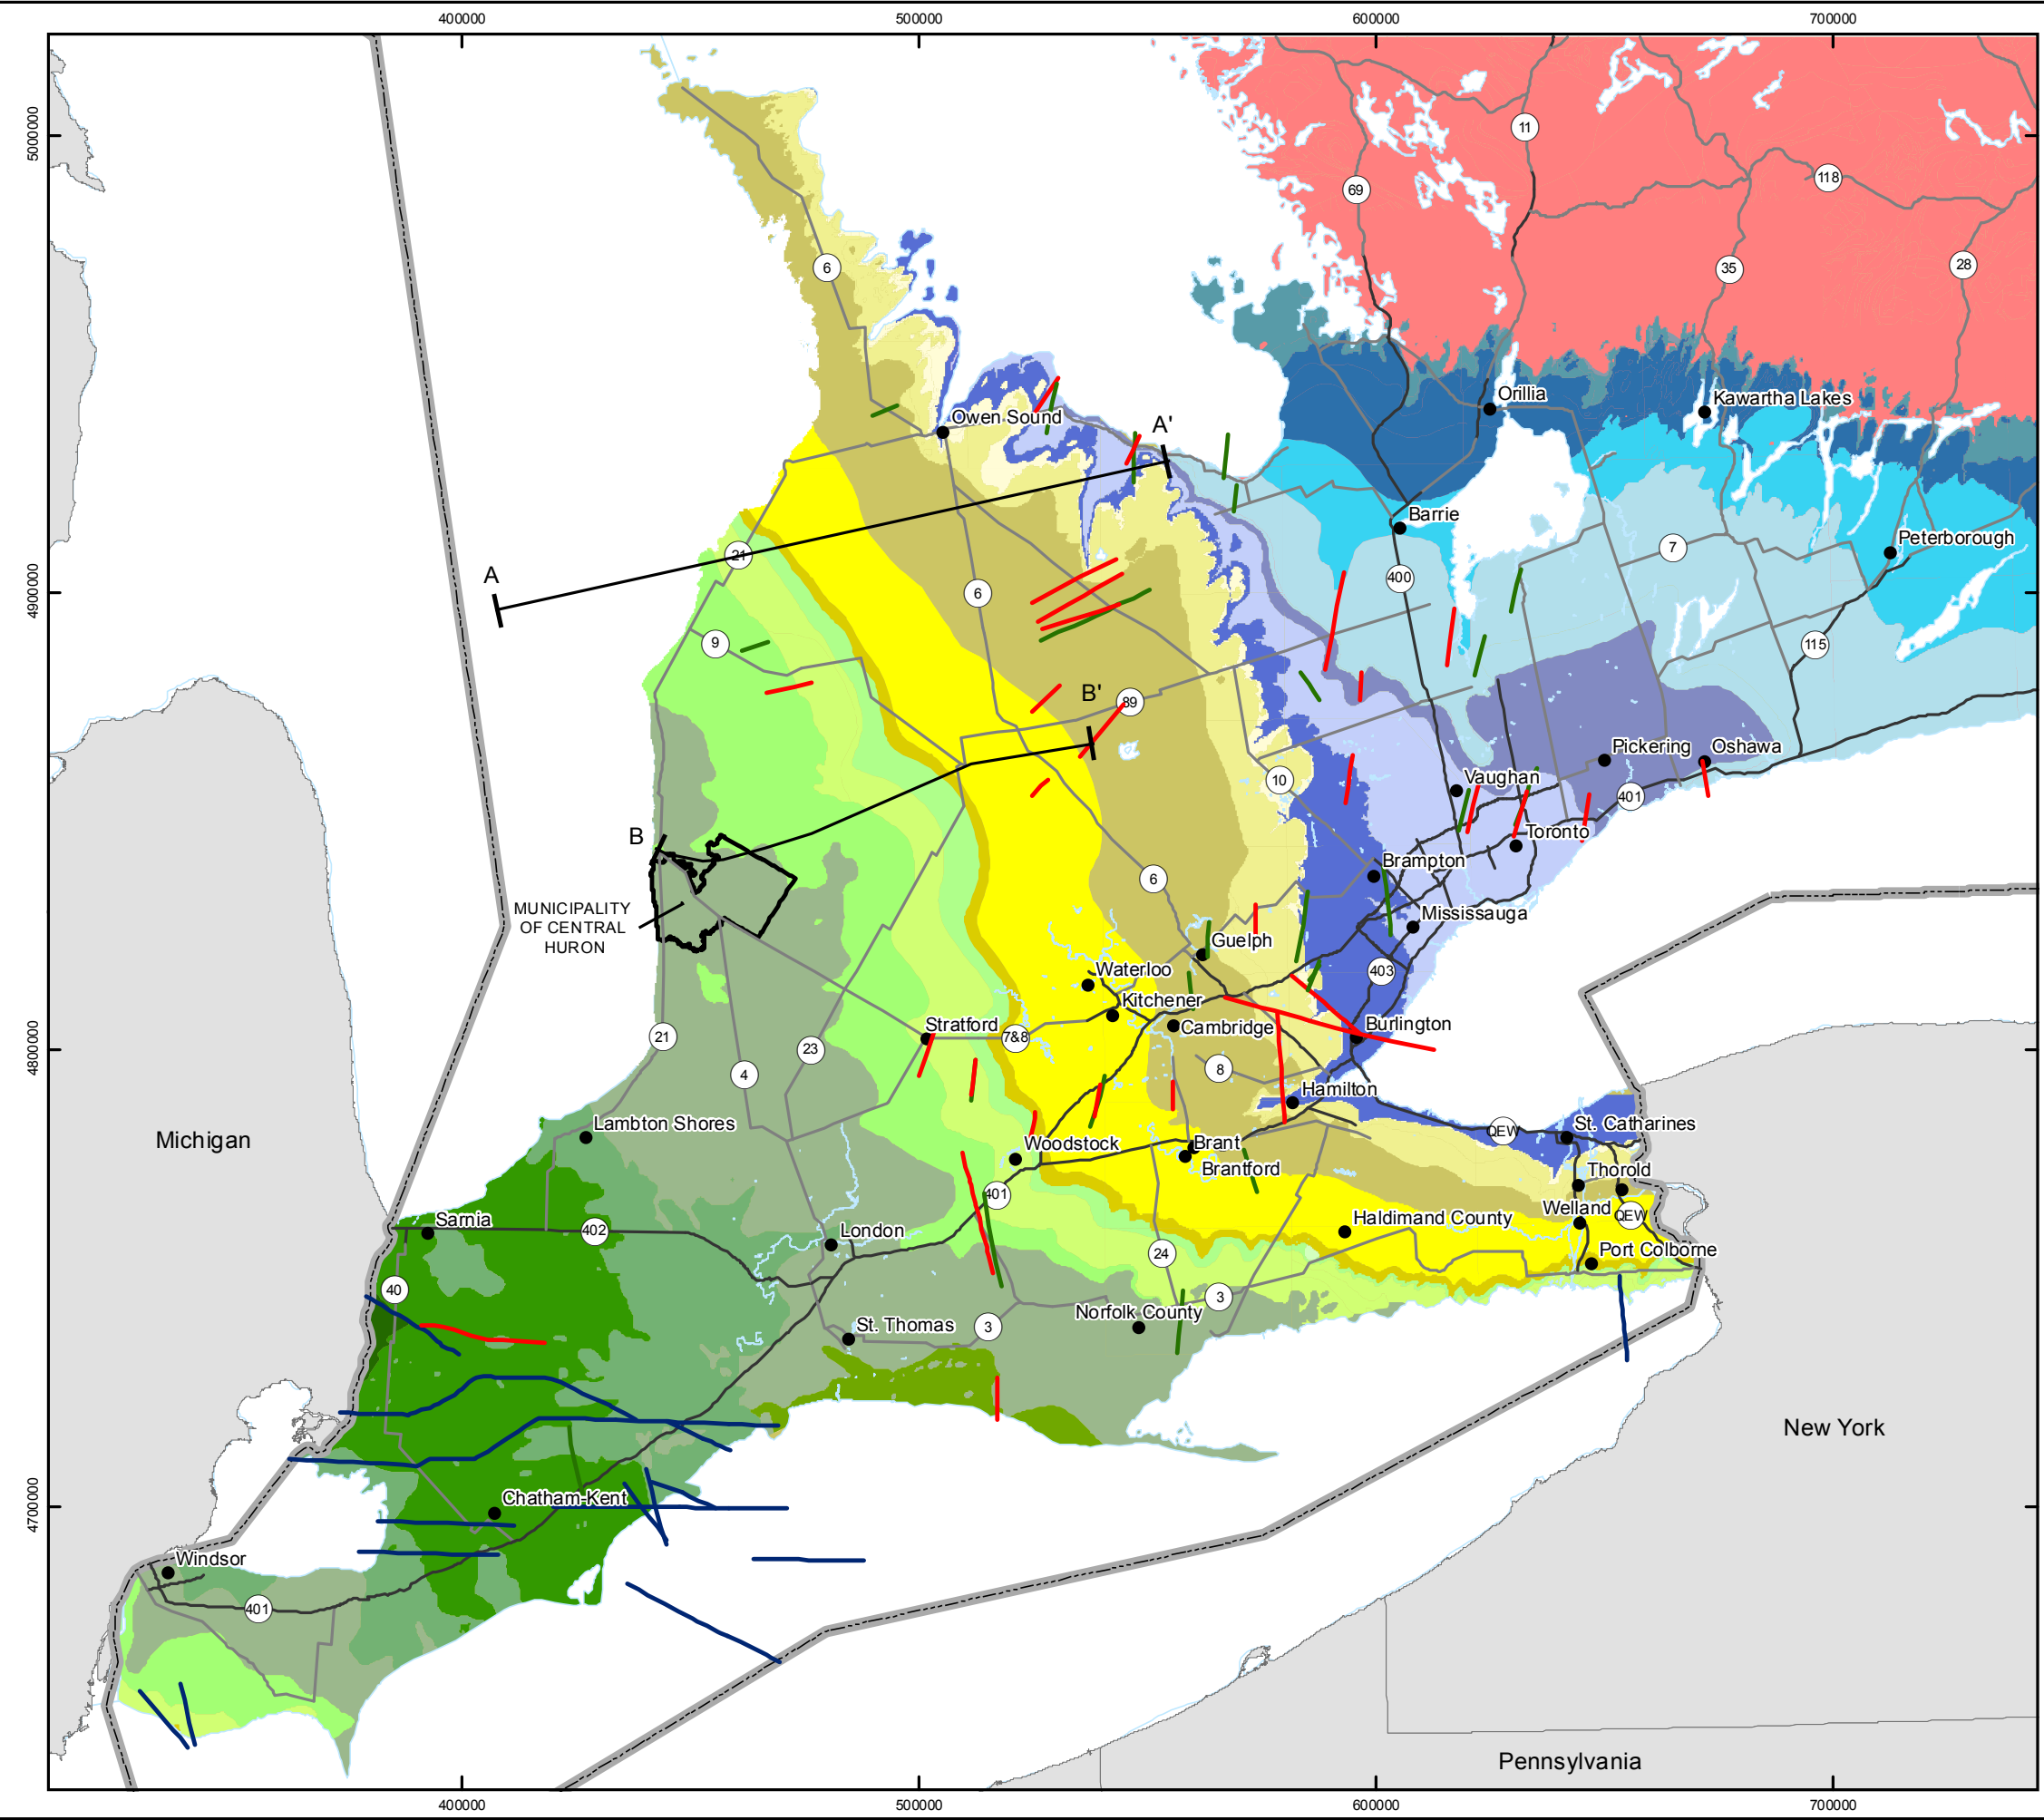 400000
500000
600000
700000
5000000
4900000
4800000
4700000
11
69
118
6
35
28
Orillia
Kawartha Lakes
Owen Sound
A'
Barrie
Peterborough
21
7
A
6
400
9
115
B'
89
Pickering
Oshawa
10
Vaughan
401
B
Toronto
Brampton
6
MUNICIPALITY
OF CENTRAL
HURON
Mississauga
Guelph
Waterloo
403
Kitchener
Stratford
Cambridge
Burlington
21
23
7&8
4
8
Hamilton
Michigan
Lambton Shores
Woodstock
Brant
QEW
St. Catharines
Brantford
Thorold
401
Sarnia
402
London
Haldimand County
Welland
QEW
24
Port Colborne
40
3
St. Thomas
3
Norfolk County
New York
Chatham-Kent
Windsor
401
Pennsylvania
400000
500000
600000
700000